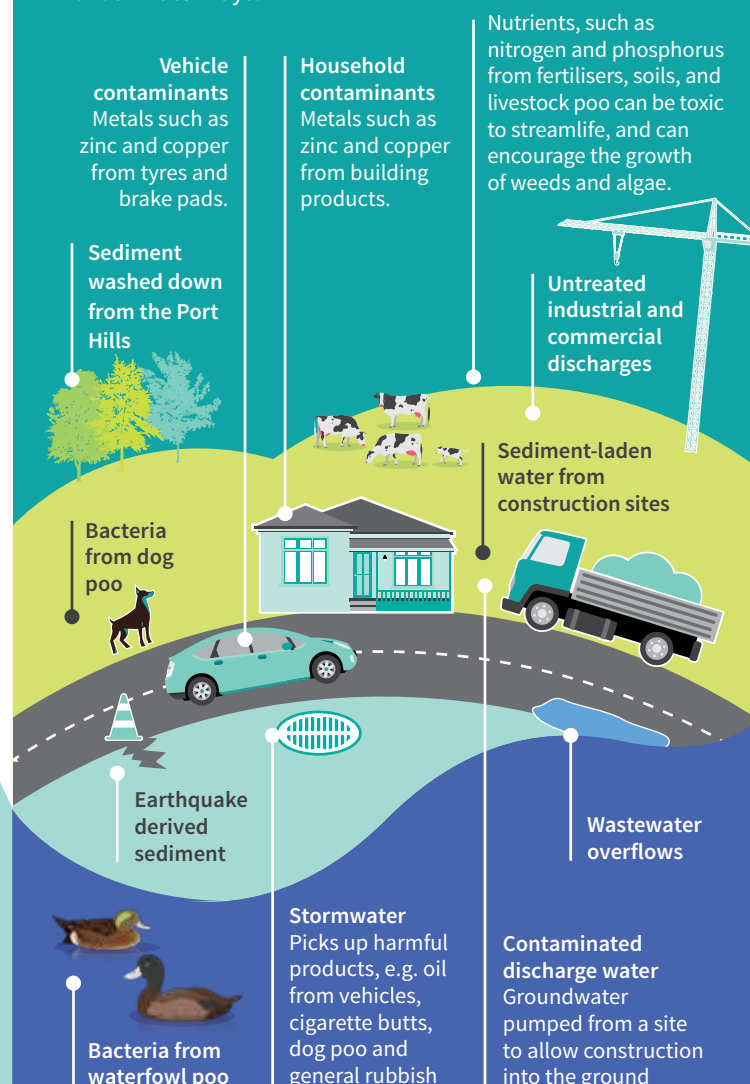 Nutrients, such as
nitrogen and phosphorus
from fertilisers, soils, and
livestock poo can be toxic
to streamlife, and can
encourage the growth
of weeds and algae.
Vehicle
contaminants
Metals such as
zinc and copper
from tyres and
brake pads.
Household
contaminants
Metals such as
zinc and copper
from building
products.
Sediment
washed down
from the Port
Hills
Untreated
industrial and
commercial
discharges
Sediment-laden
water from
construction sites
Bacteria
from dog
poo
Earthquake
derived
sediment
Wastewater
overflows
Stormwater
Picks up harmful
products, e.g. oil
from vehicles,
cigarette butts,
dog poo and
general rubbish
Contaminated
discharge water
Groundwater
pumped from a site
to allow construction
into the ground
Bacteria from
waterfowl poo